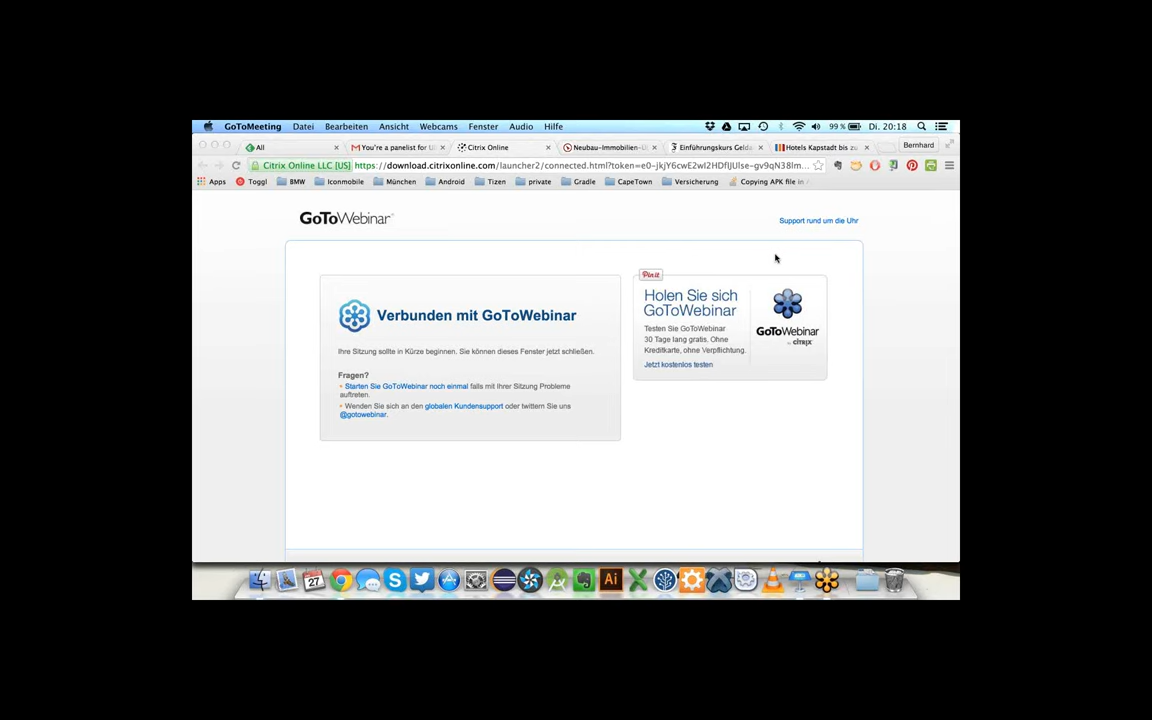 GoToMeeting Datei Bearbeiten Ansicht Webcams Fenster Audio Hilfe 99 % Di. 20:18
All You're a panelist for U Citrix Online Neubau-Immobilien- Einführungskurs Gelda Hotels Kapstadt bis zu Bernhard
Citrix Online LLC [US] https://download.citrixonline.com/launcher2/connected.html?token=
Apps Toggl BMW Iconmobile München Android Tizen private Gradle CapeTown Versicherung Copying APK file in
GoToWebinar
Support rund um die Uhr
Verbunden mit GoToWebinar
Ihre Sitzung sollte in Kürze beginnen. Sie können dieses Fenster jetzt schließen.
Fragen?
Starten Sie GoToWebinar noch einmal falls mit Ihrer Sitzung Probleme
auftreten.
Wenden Sie sich an den globalen Kundensupport oder twittern Sie uns
@gotowebinar.
Pin it
Holen Sie sich
GoToWebinar
Testen Sie GoToWebinar
30 Tage lang gratis. Ohne
Kreditkarte, ohne Verpflichtung.
Jetzt kostenlos testen
GoToWebinar
by CITRIX
27
Ai